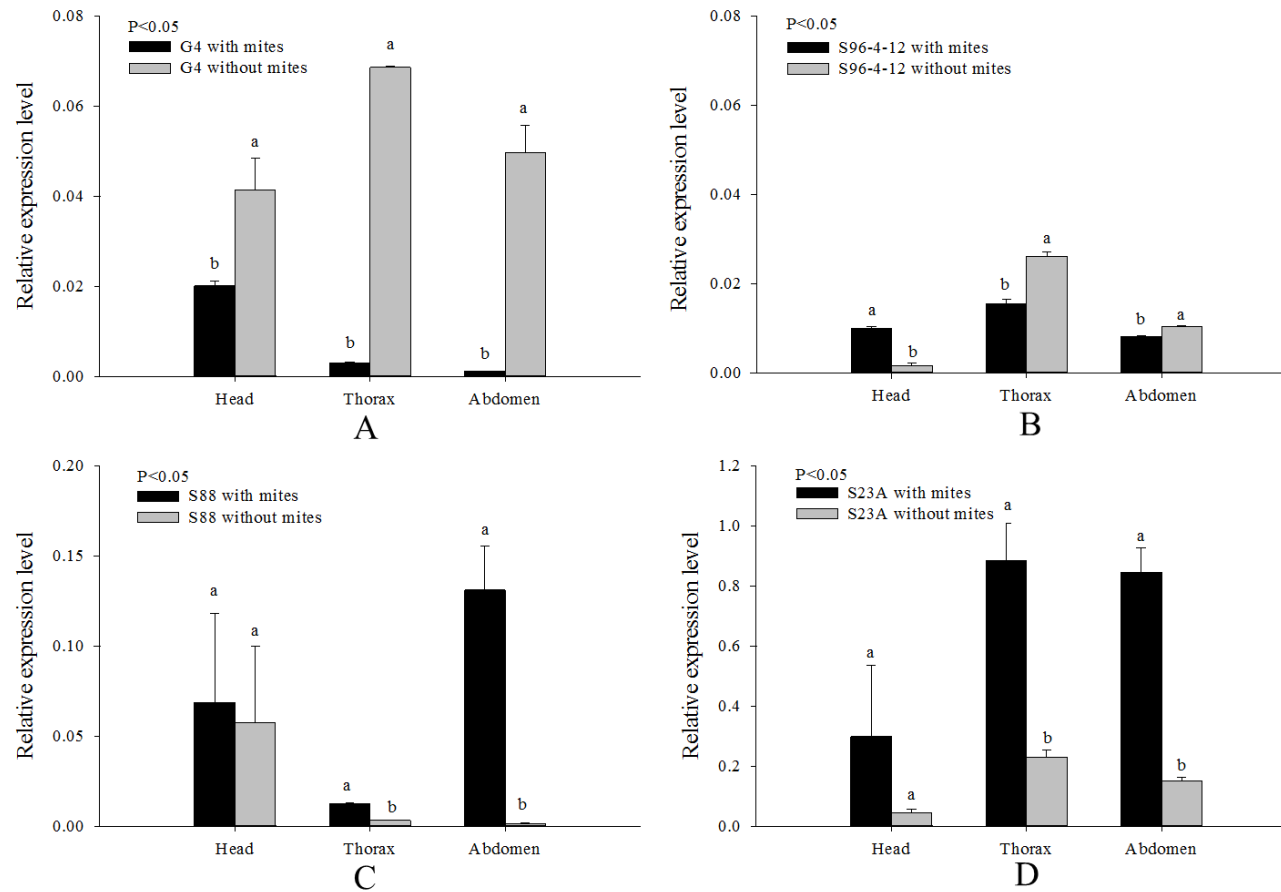 Relative expression level
0.08
0.06
0.04
0.02
0.00
P<0.05
G4 with mites
G4 without mites
b
a
b
a
b
a
Head Thorax Abdomen
A
Relative expression level
0.08
0.06
0.04
0.02
0.00
P<0.05
S96-4-12 with mites
S96-4-12 without mites
a
b
b
a
b
a
Head Thorax Abdomen
B
Relative expression level
0.20
0.15
0.10
0.05
0.00
P<0.05
S88 with mites
S88 without mites
a
a
a
b
a
b
Head Thorax Abdomen
C
Relative expression level
1.2
1.0
0.8
0.6
0.4
0.2
0.0
P<0.05
S23A with mites
S23A without mites
a
a
a
b
a
b
Head Thorax Abdomen
D